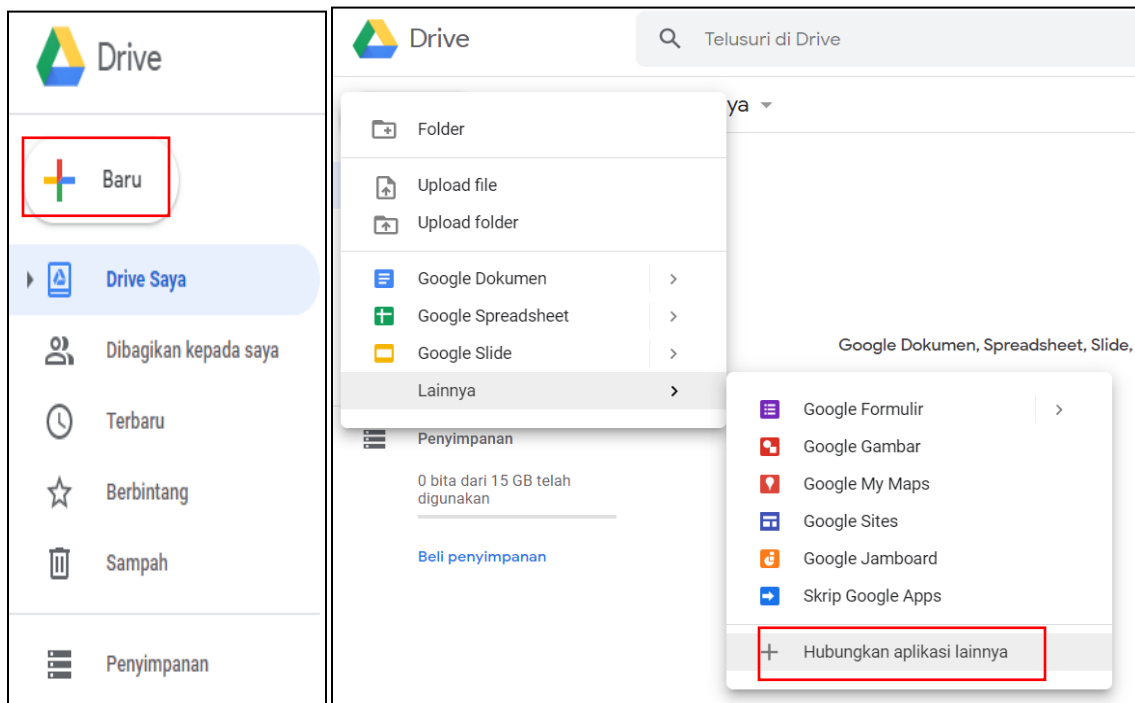 Drive
Baru
Drive Saya
Dibagikan kepada saya
Terbaru
Berbintang
Sampah
Penyimpanan
Drive
Telusuri di Drive
ya
Folder
Upload file
Upload folder
Google Dokumen
Google Spreadsheet
Google Slide
Lainnya
Google Dokumen, Spreadsheet, Slide,
Penyimpanan
0 bita dari 15 GB telah
digunakan
Beli penyimpanan
Google Formulir
Google Gambar
Google My Maps
Google Sites
Google Jamboard
Skrip Google Apps
Hubungkan aplikasi lainnya